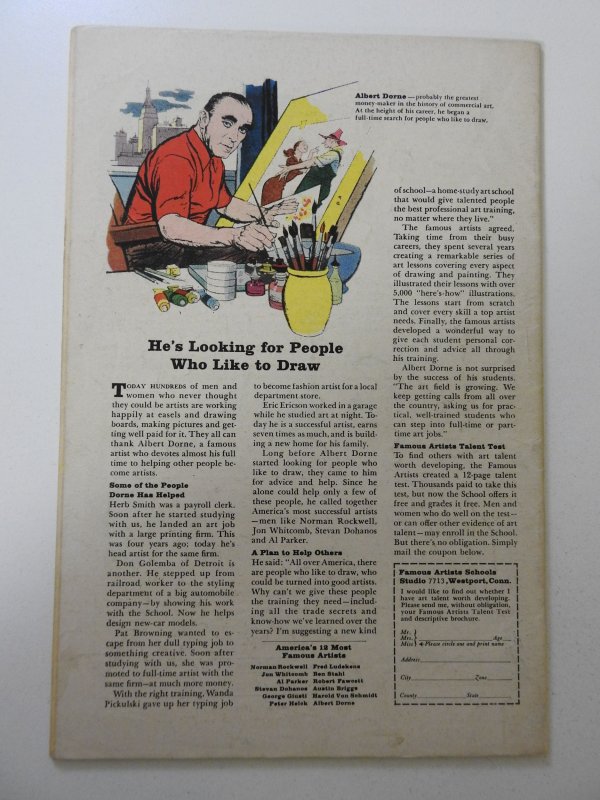 Albert Dorne—probably the greatest
money-maker in the history of commercial art.
At the height of his career, he began a
full-time search for people who like to draw.
He's Looking for People
Who Like to Draw
TODAY HUNDREDS of men and
women who never thought
they could be artists are working
happily at easels and drawing
boards, making pictures and get-
ting well paid for it. They all can
thank Albert Dorne, a famous
artist who devotes almost his full
time to helping other people be-
come artists.
Some of the People
Dorne Has Helped
Herb Smith was a payroll clerk.
Soon after he started studying
with us, he landed an art job
with a large printing firm. This
was four years ago; today he's
head artist for the same firm.
Don Golemba of Detroit is
another. He stepped up from
railroad worker to the styling
department of a big automobile
company—by showing his work
with the School. Now he helps
design new-car models.
Pat Browning wanted to es-
cape from her dull typing job to
something creative. Soon after
studying with us, she was pro-
moted to full-time artist with the
same firm—at much more money.
With the right training, Wanda
Pickulski gave up her typing job
to become fashion artist for a local
department store.
Eric Ericson worked in a garage
while he studied art at night. To-
day he is a successful artist, earns
seven times as much, and is build-
ing a new home for his family.
Long before Albert Dorne
started looking for people who
like to draw, they came to him
for advice and help. Since he
alone could help only a few of
these people, he called together
America's most successful artists
—men like Norman Rockwell,
Jon Whitcomb, Stevan Dohanos
and Al Parker.
A Plan to Help Others
He said: "All over America, there
are people who like to draw, who
could be turned into good artists.
Why can't we give these people
the training they need—includ-
ing all the trade secrets and
know-how we've learned over the
years? I'm suggesting a new kind
America's 12 Most
Famous Artists
Norman Rockwell Fred Ludekens
Jon Whitcomb Ben Stahl
Al Parker Robert Fawcett
Stevan Dohanos Austin Briggs
George Giusti Harold Von Schmidt
Peter Helck Albert Dorne
of school—a home-study art school
that would give talented people
the best professional art training,
no matter where they live."
The famous artists agreed.
Taking time from their busy
careers, they spent several years
creating a remarkable series of
art lessons covering every aspect
of drawing and painting. They
illustrated their lessons with over
5,000 "here's-how" illustrations.
The lessons start from scratch
and cover every skill a top artist
needs. Finally, the famous artists
developed a wonderful way to
give each student personal cor-
rection and advice all through
his training.
Albert Dorne is not surprised
by the success of his students.
"The art field is growing. We
keep getting calls from all over
the country, asking us for prac-
tical, well-trained students who
can step into full-time or part-
time art jobs."
Famous Artists Talent Test
To find others with art talent
worth developing, the Famous
Artists created a 12-page talent
test. Thousands paid to take this
test, but now the School offers it
free and grades it free. Men and
women who do well on the test—
or can offer other evidence of art
talent—may enroll in the School.
But there's no obligation. Simply
mail the coupon below.
Famous Artists Schools
Studio 7713, Westport, Conn.
I would like to find out whether I
have art talent worth developing.
Please send me, without obligation,
your Famous Artists Talent Test
and descriptive brochure.
Mr.
Mrs. Age
Miss Please circle one and print name
Address
City Zone
County State